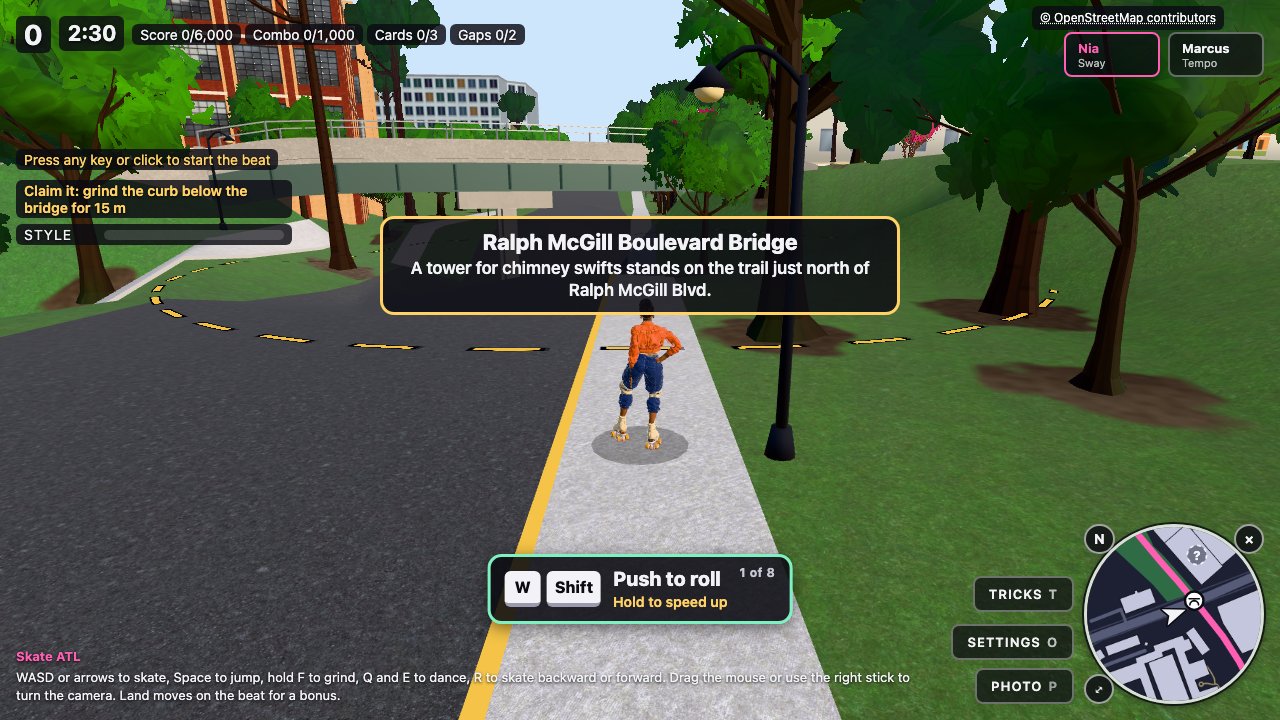 0
2:30
Score 0/6,000
Combo 0/1,000
Cards 0/3
Gaps 0/2
© OpenStreetMap contributors
Nia
Sway
Marcus
Tempo
Press any key or click to start the beat
Claim it: grind the curb below the
bridge for 15 m
STYLE
Ralph McGill Boulevard Bridge
A tower for chimney swifts stands on the trail just north of
Ralph McGill Blvd.
W
Shift
Push to roll
1 of 8
Hold to speed up
N
×
?
TRICKS T
SETTINGS O
PHOTO P
Skate ATL
WASD or arrows to skate, Space to jump, hold F to grind, Q and E to dance, R to skate backward or forward. Drag the mouse or use the right stick to
turn the camera. Land moves on the beat for a bonus.